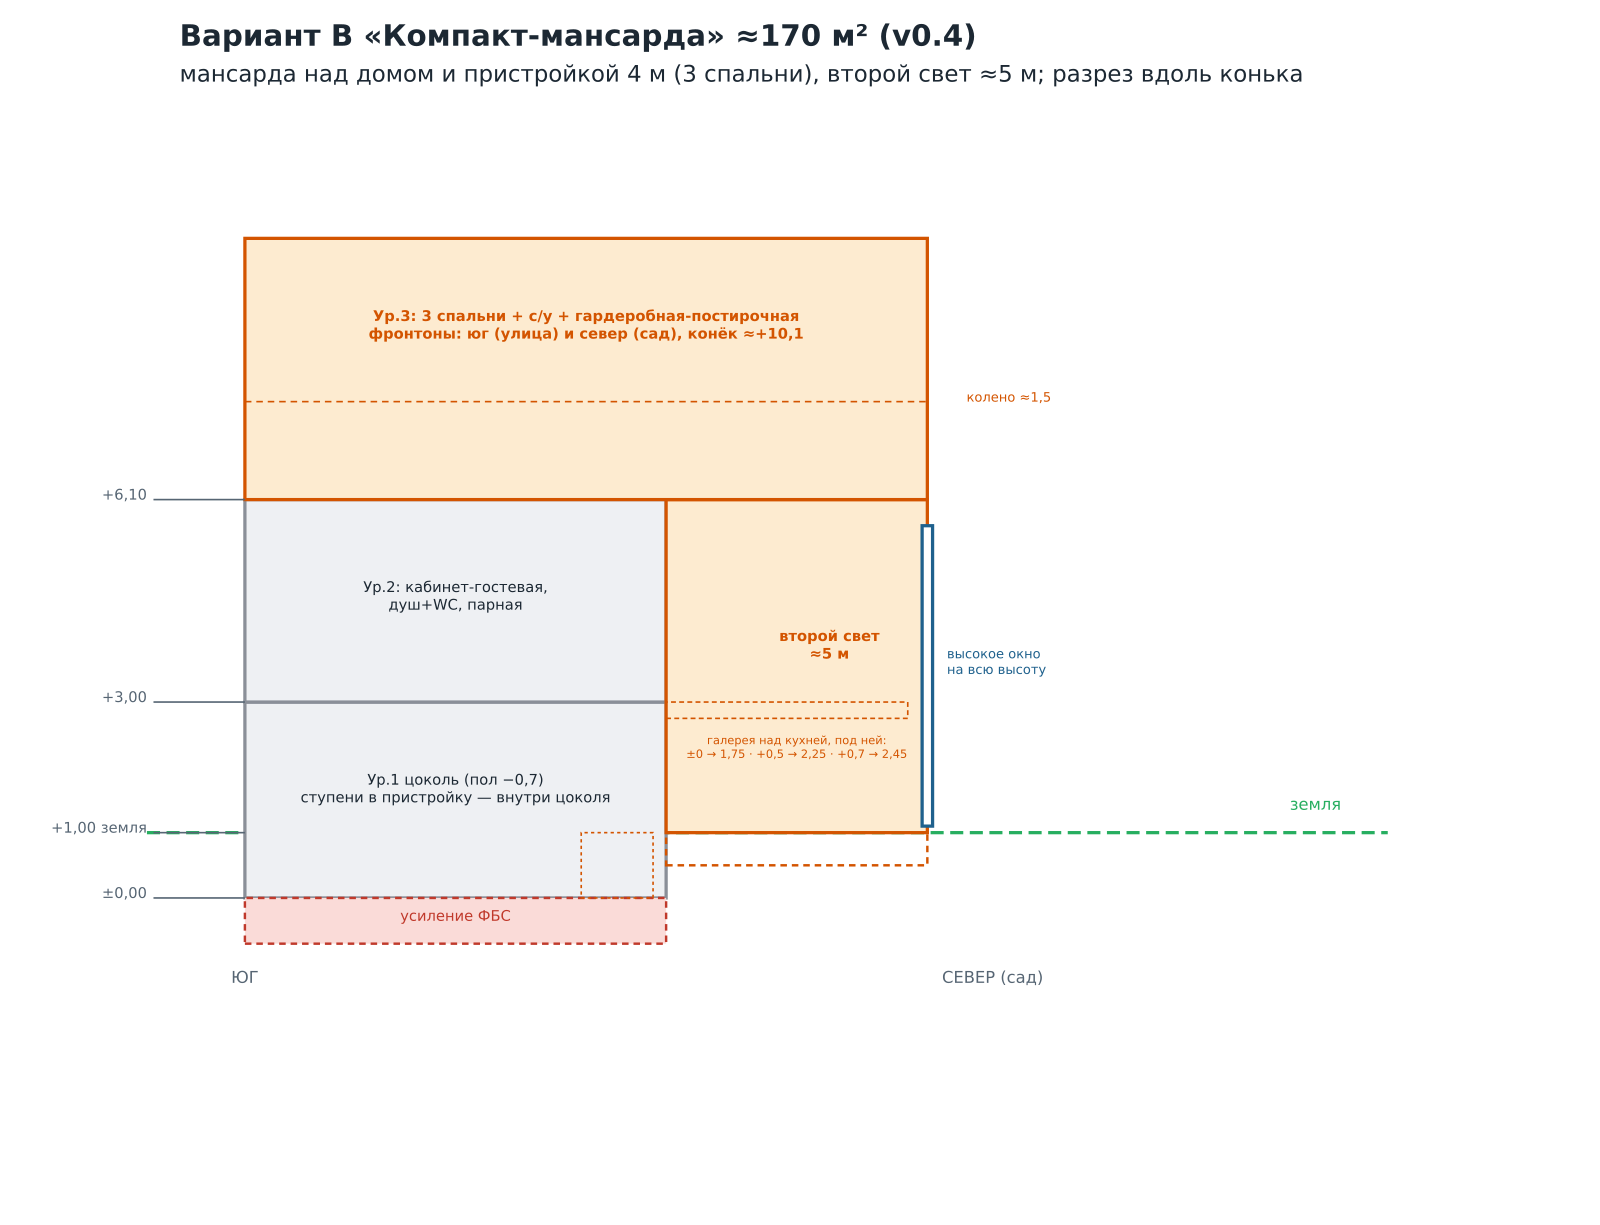 Вариант B «Компакт-мансарда» ≈170 м² (v0.4)
мансарда над домом и пристройкой 4 м (3 спальни), второй свет ≈5 м; разрез вдоль конька
Ур.3: 3 спальни + с/у + гардеробная-постирочная
фронтоны: юг (улица) и север (сад), конёк ≈+10,1
колено ≈1,5
+6,10
Ур.2: кабинет-гостевая,
душ+WC, парная
второй свет
≈5 м
высокое окно
на всю высоту
+3,00
галерея над кухней, под ней:
±0 → 1,75 · +0,5 → 2,25 · +0,7 → 2,45
Ур.1 цоколь (пол −0,7)
ступени в пристройку — внутри цоколя
земля
+1,00 земля
±0,00
усиление ФБС
ЮГ
СЕВЕР (сад)